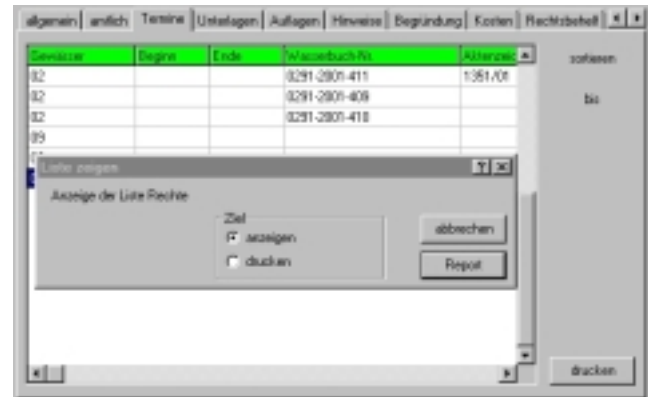 allgemein amtlich Termine Unterlagen Auflagen Hinweise Begründung Kosten Rechtsbehelf
Gewässer Beginn Ende Wasserbuch-Nr. Aktenzeic
sortieren
02 0291-2001-411 1351/01
02 0291-2001-409
bis
02 0291-2001-410
09
Liste zeigen
Anzeige der Liste Rechte
Ziel
anzeigen
abbrechen
drucken
Report
drucken